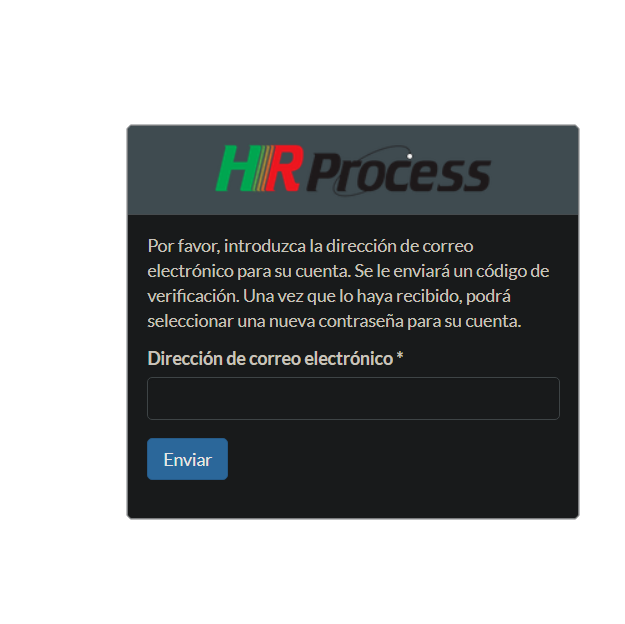 HR Process
Por favor, introduzca la dirección de correo
electrónico para su cuenta. Se le enviará un código de
verificación. Una vez que lo haya recibido, podrá
seleccionar una nueva contraseña para su cuenta.
Dirección de correo electrónico *
Enviar